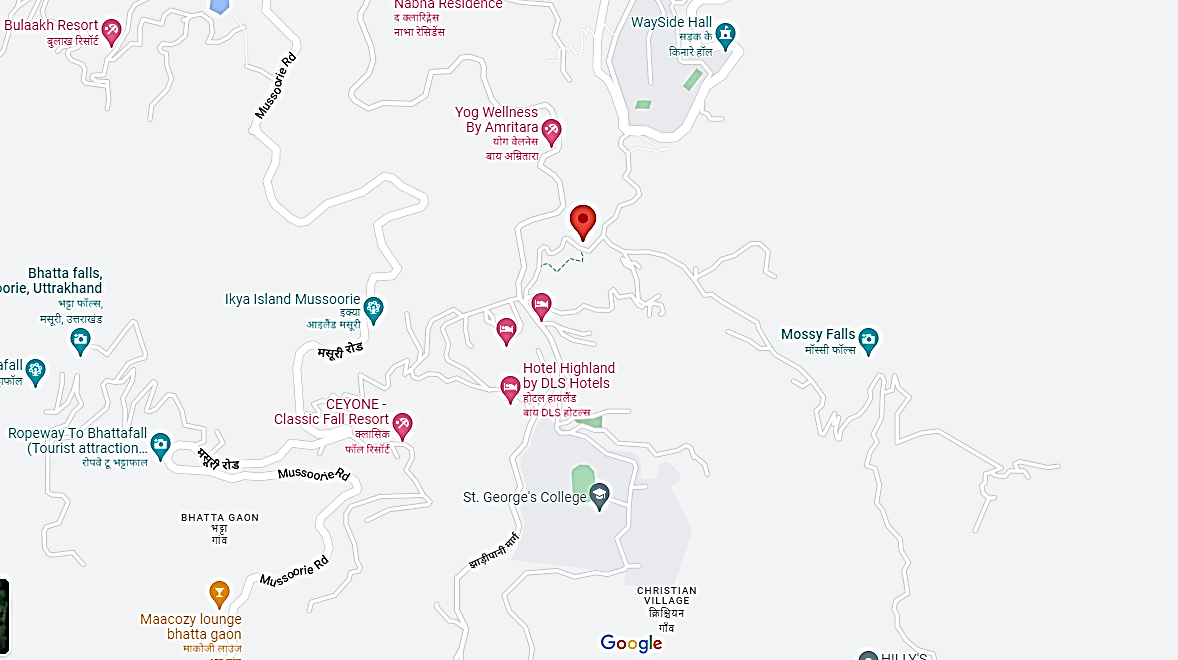 Nabha Residence
द क्लारिद्गेस
नाभा रेसिडेंस
Bulaakh Resort
बुलाख रिसॉर्ट
WaySide Hall
सड़क के
किनारे हॉल
Mussoorie Rd
Yog Wellness
By Amritara
योग वेलनेस
बाय अम्रितारा
Bhatta falls,
oorie, Uttrakhand
भट्टा फॉल्स,
मसूरी, उत्तराखंड
Ikya Island Mussoorie
इक्या
आइलैंड मसूरी
मसूरी रोड
Mossy Falls
मॉस्सी फॉल्स
afall
Hotel Highland
by DLS Hotels
होटल हायलैंड
बाय DLS होटल्स
CEYONE -
Classic Fall Resort
क्लासिक
फॉल रिसॉर्ट
Ropeway To Bhattafall
(Tourist attraction...
रोपवे टू भट्टाफाल
मसूरी रोड
Mussoorie Rd
St. George's College
BHATTA GAON
भट्टा
गांव
झाड़ीपानी मार्ग
Mussoorie Rd
CHRISTIAN
VILLAGE
क्रिश्चियन
गाँव
Maacozy lounge
bhatta gaon
माकोजी लाउंज
Google
HILLY'S